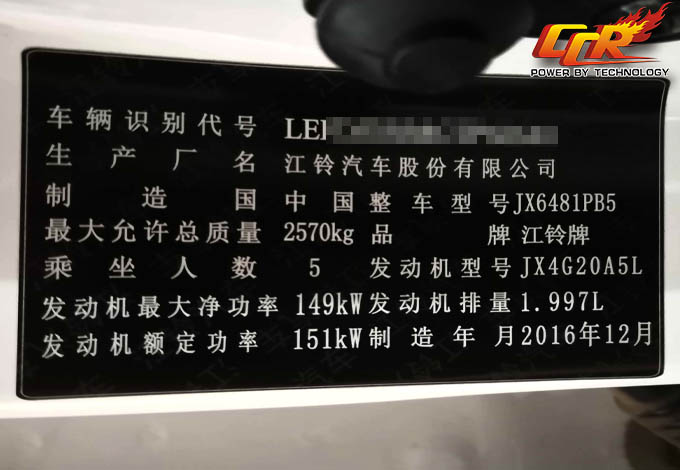 CCR
POWER BY TECHNOLOGY
车辆识别代号 LE
生产厂名 江铃汽车股份有限公司
制造国 中国 整车型号 JX6481PB5
最大允许总质量 2570kg 品牌 江铃牌
乘坐人数 5 发动机型号 JX4G20A5L
发动机最大净功率 149kW 发动机排量 1.997L
发动机额定功率 151kW 制造年月 2016年12月